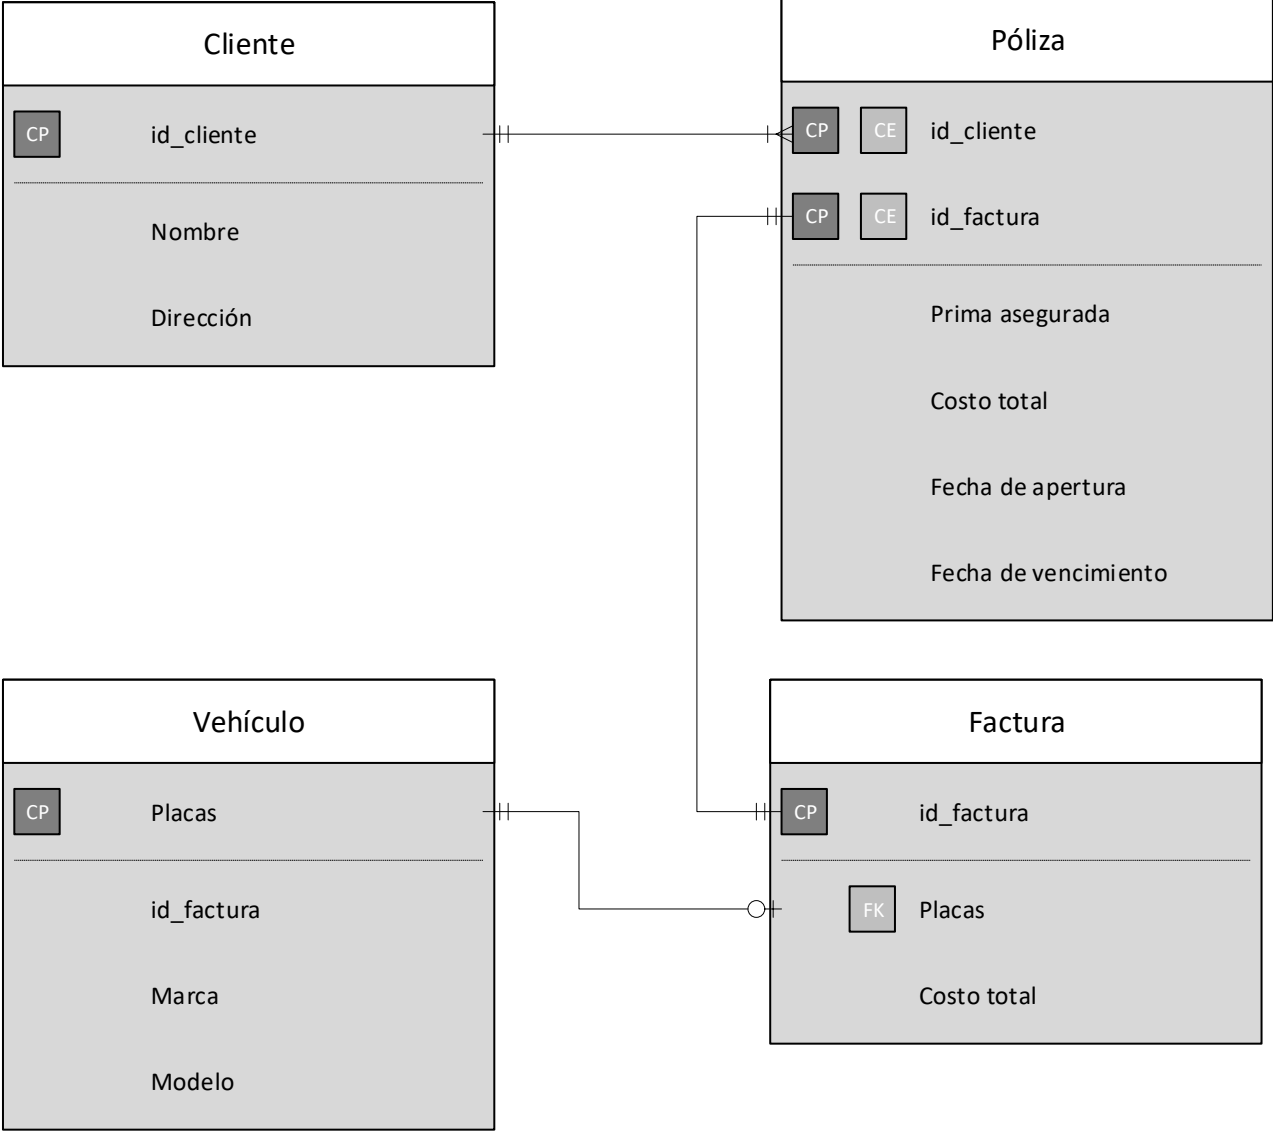 Cliente
CP id_cliente
Nombre
Dirección
Póliza
CP CE id_cliente
CP CE id_factura
Prima asegurada
Costo total
Fecha de apertura
Fecha de vencimiento
Vehículo
CP Placas
id_factura
Marca
Modelo
Factura
CP id_factura
FK Placas
Costo total